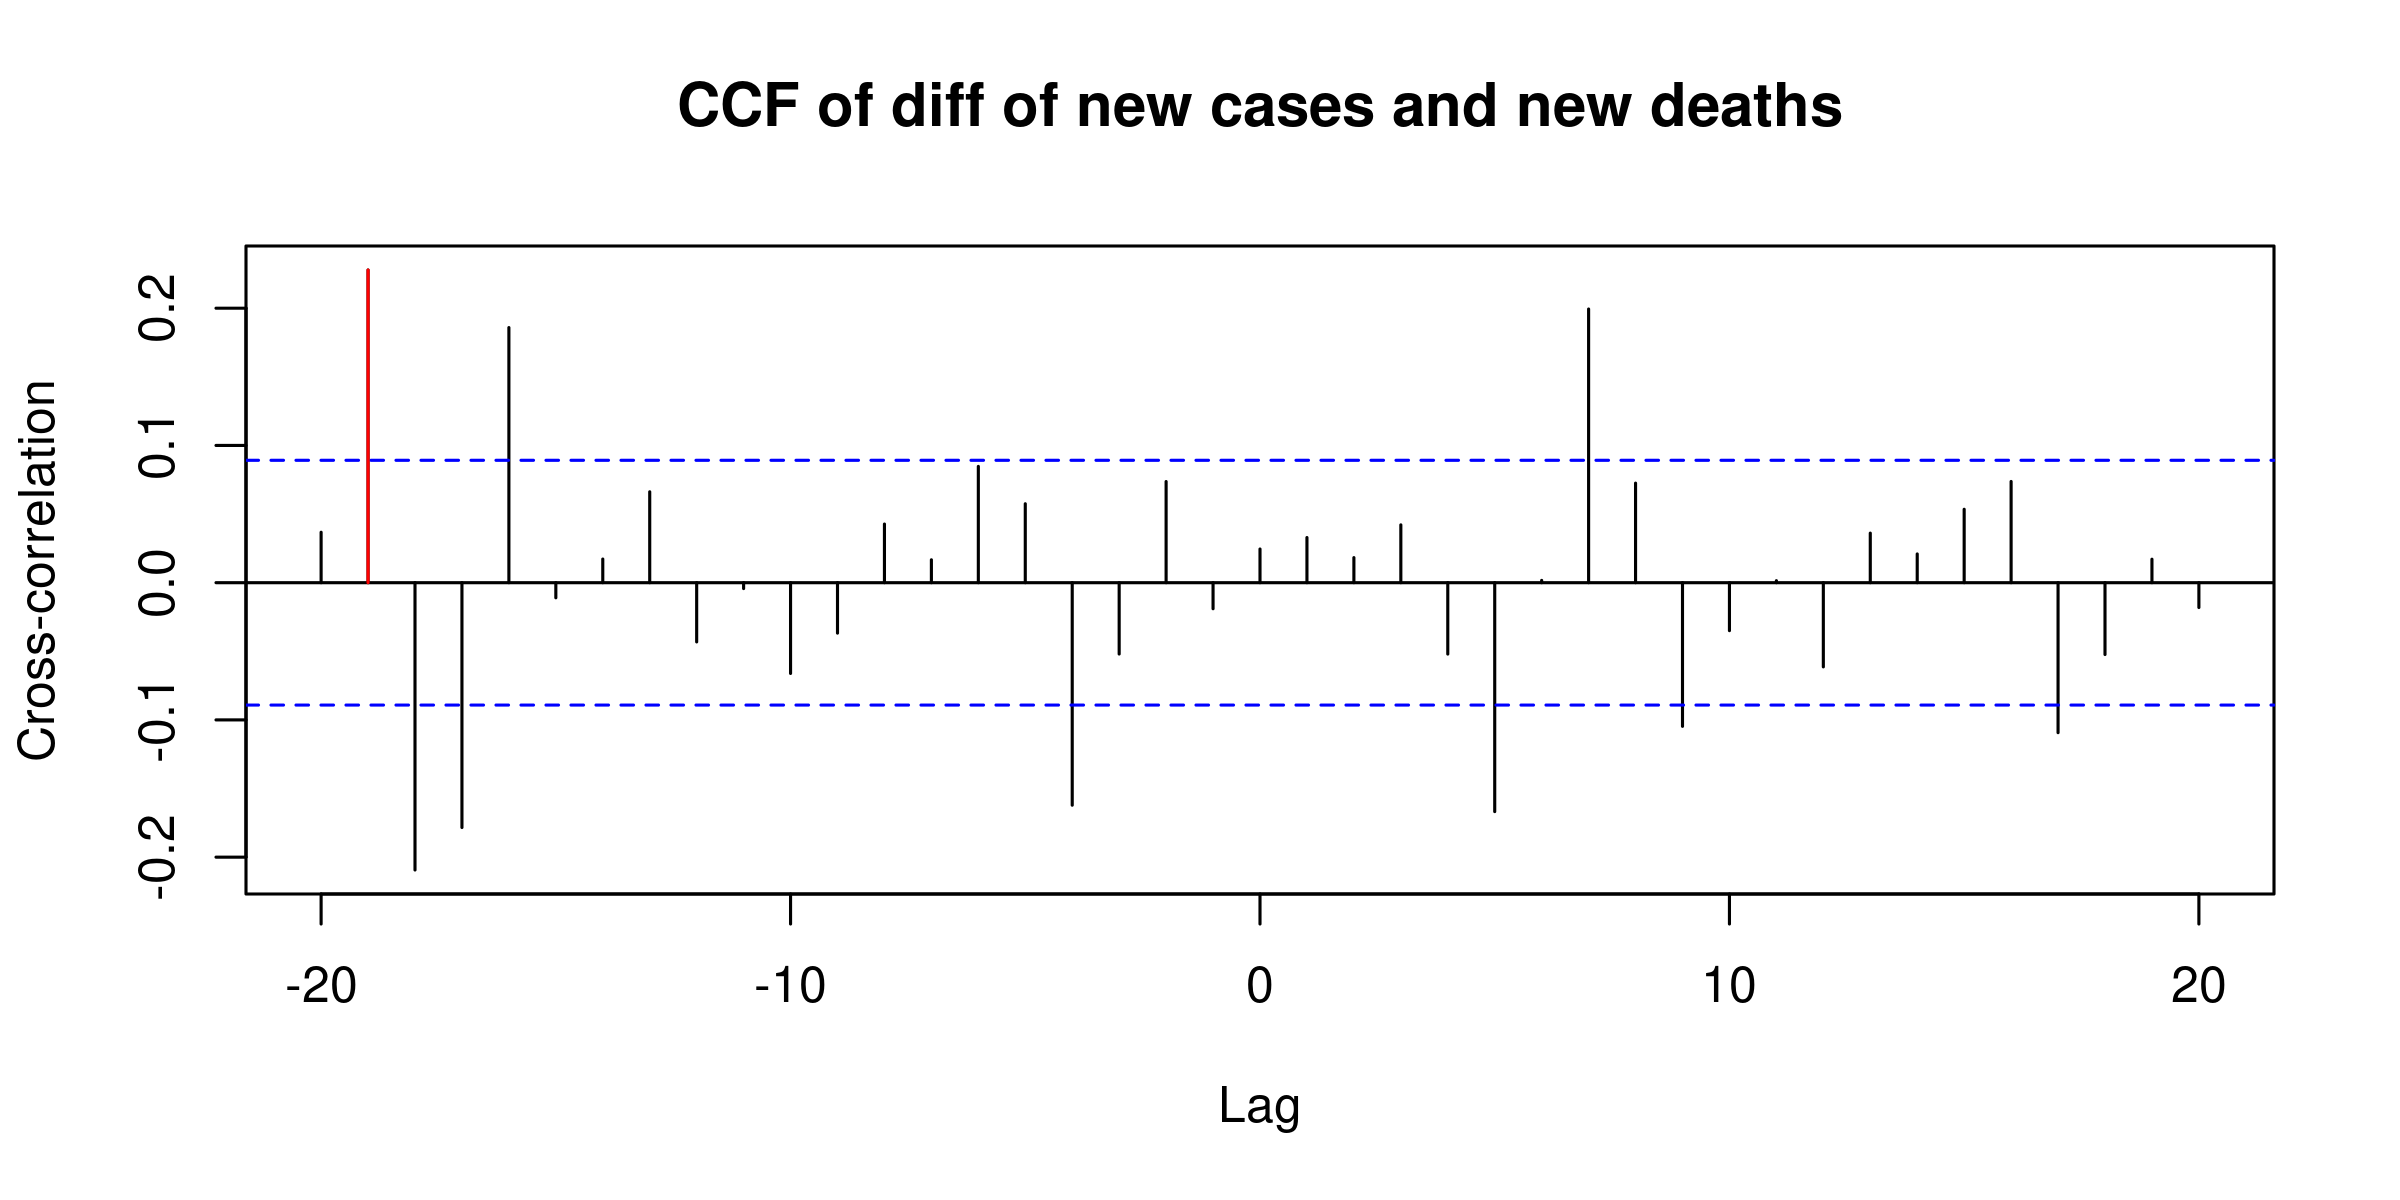 CCF of diff of new cases and new deaths
Cross-correlation
0.2
0.1
0.0
-0.1
-0.2
-20 -10 0 10 20
Lag